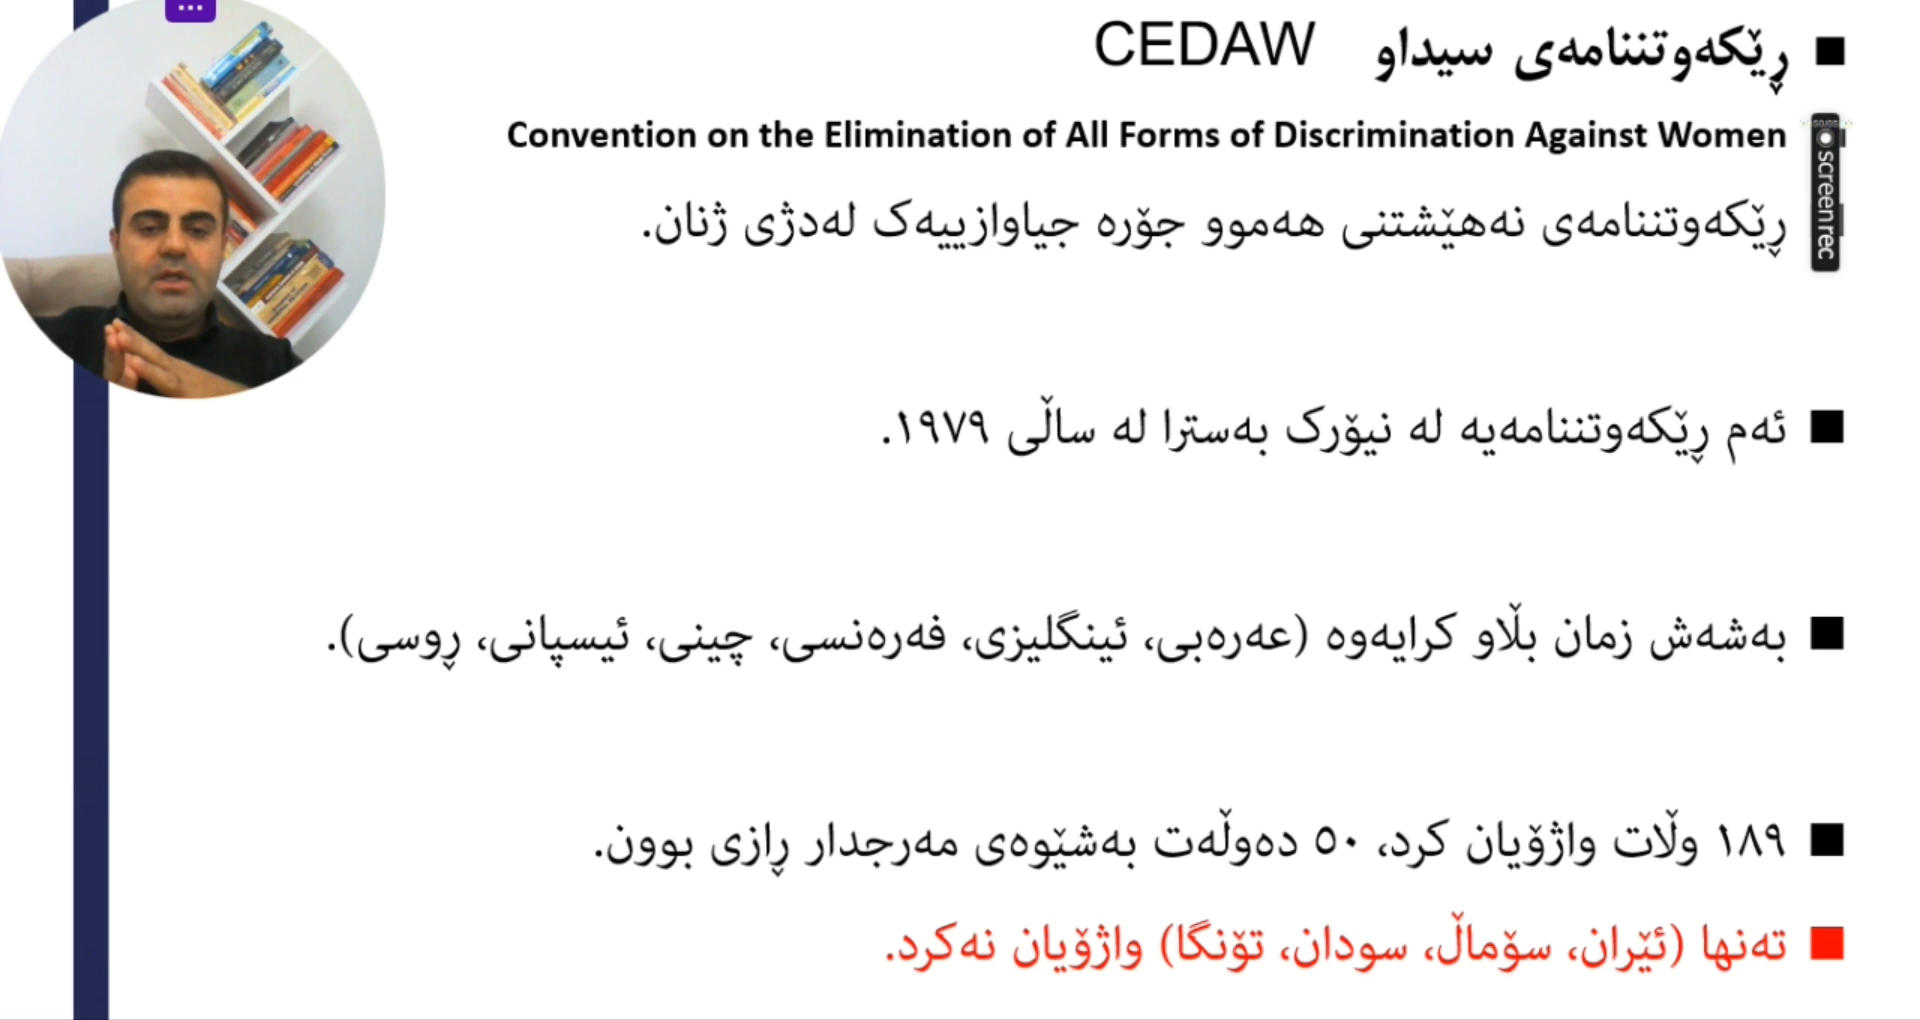 ڕێکەوتننامەی سیداو CEDAW
Convention on the Elimination of All Forms of Discrimination Against Women
ڕێکەوتننامەی نەهێشتنی هەموو جۆرە جیاوازییەک لەدژی ژنان.
ئەم ڕێکەوتننامەیە لە نیۆرک بەسترا لە ساڵی ١٩٧٩.
بەشەش زمان بڵاو کرایەوە (عەرەبی، ئینگلیزی، فەرەنسی، چینی، ئیسپانی، ڕوسی).
١٨٩ وڵات واژۆیان کرد، ٥٠ دەوڵەت بەشێوەی مەرجدار ڕازی بوون.
تەنها (ئێران، سۆماڵ، سودان، تۆنگا) واژۆیان نەکرد.
screenrec